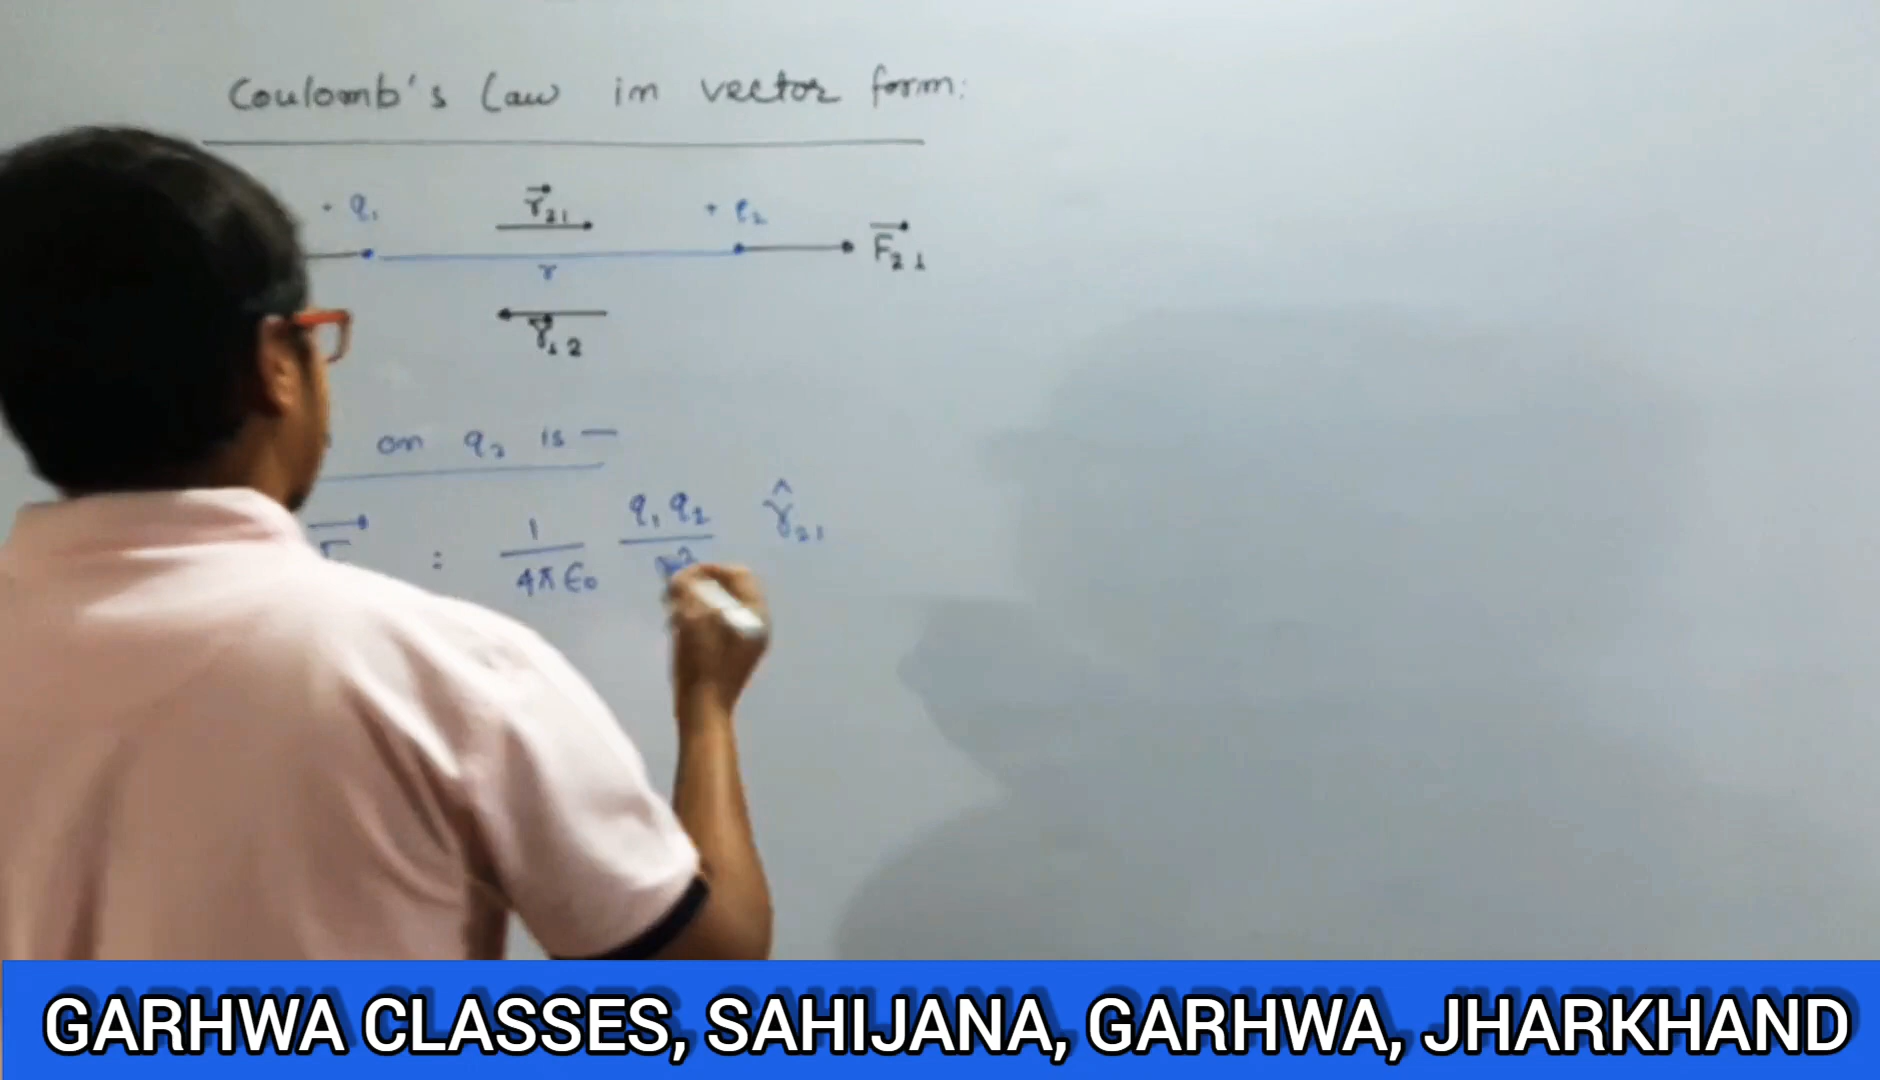 Coulomb's Law in vector form:
+ q₁ r⃗₂₁ + q₂
F⃗₂₁
r
r⃗₁₂
on q₂ is —
: 1/4πϵ₀ q₁q₂/r² r̂₂₁
GARHWA CLASSES, SAHIJANA, GARHWA, JHARKHAND